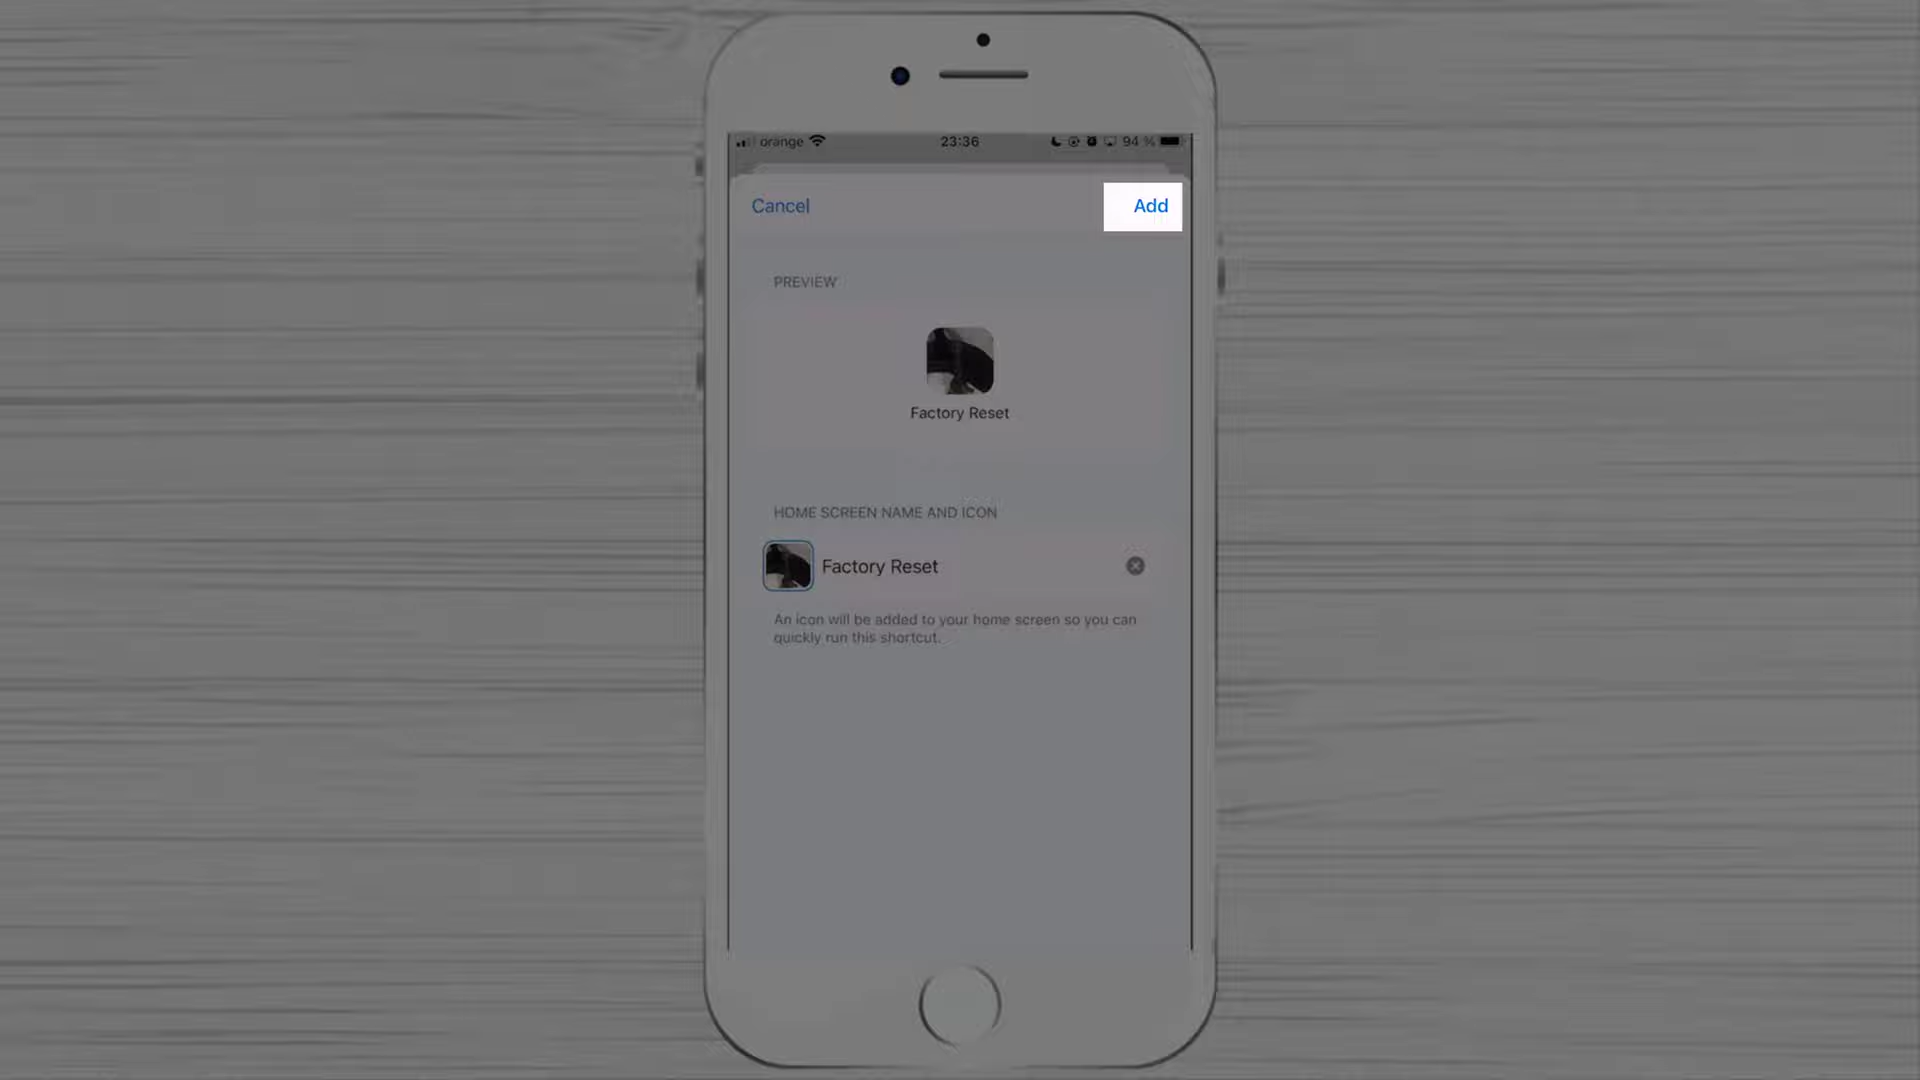 orange 23:36 94 %
Cancel Add
PREVIEW
Factory Reset
HOME SCREEN NAME AND ICON
Factory Reset
An icon will be added to your home screen so you can
quickly run this shortcut.